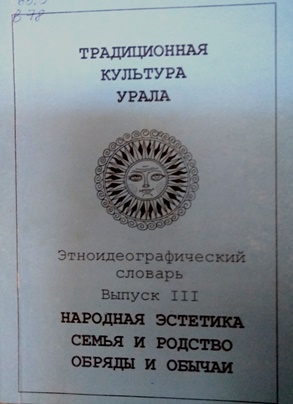 ТРАДИЦИОННАЯ
КУЛЬТУРА
УРАЛА
Этноидеографический
словарь
Выпуск III
НАРОДНАЯ ЭСТЕТИКА
СЕМЬЯ И РОДСТВО
ОБРЯДЫ И ОБЫЧАИ